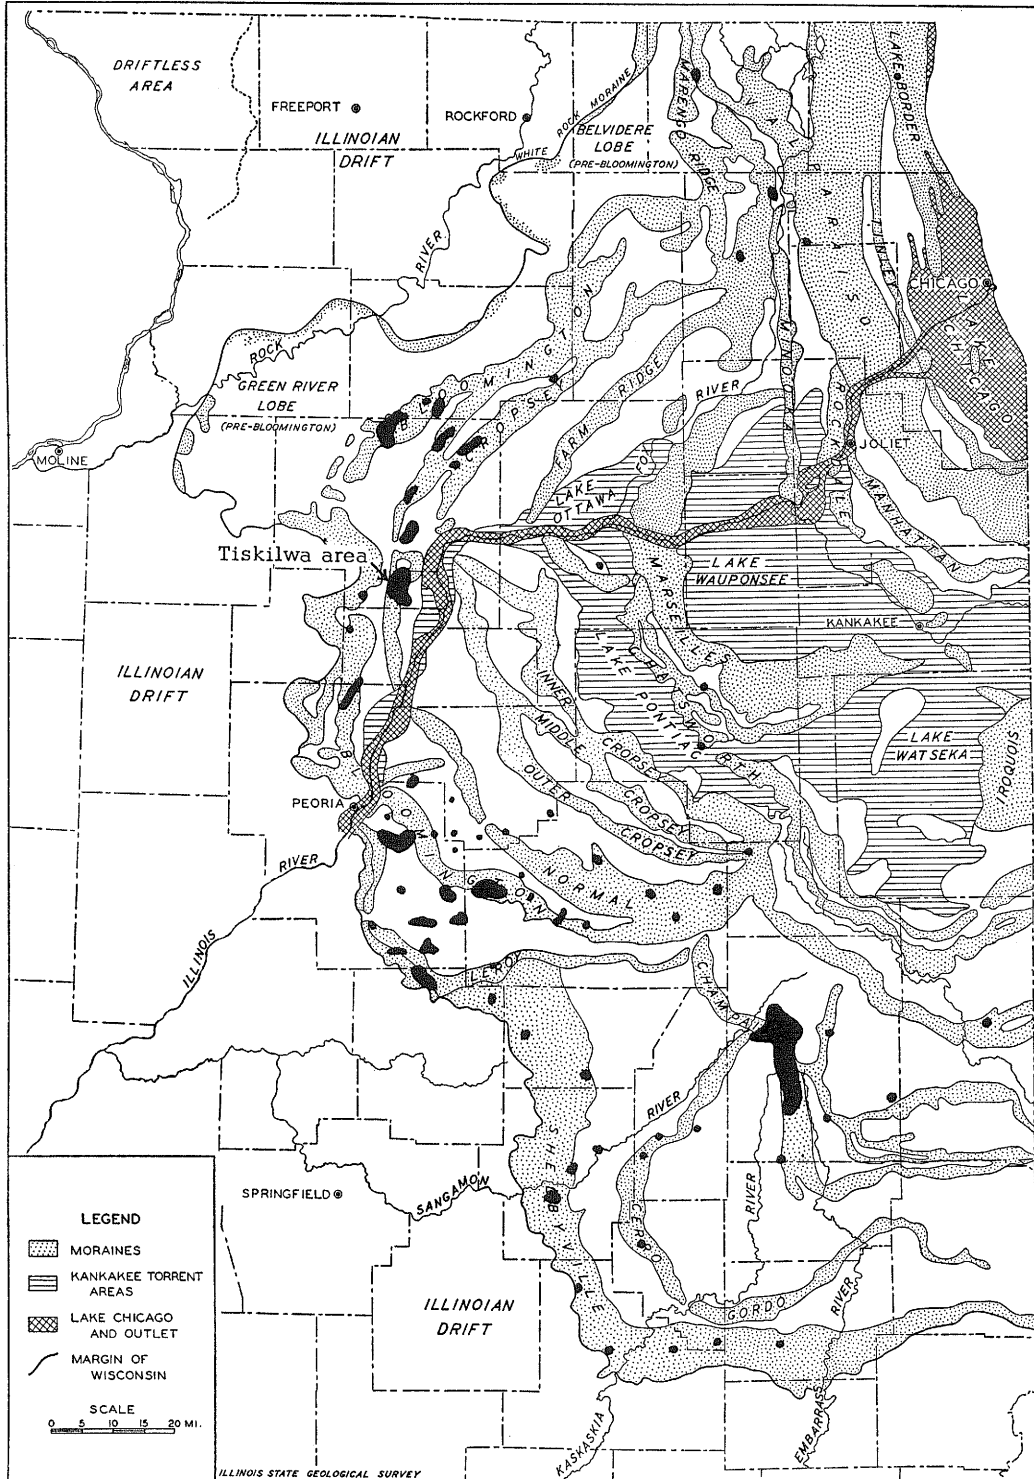 DRIFTLESS
AREA
FREEPORT
ILLINOIAN
DRIFT
ROCKFORD
WHITE ROCK MORAINE
BELVIDERE
LOBE
(PRE-BLOOMINGTON)
MARENGO RIDGE
VALPARAISO
LAKE BORDER
TINLEY
CHICAGO
LAKE
CHICAGO
ROCK RIVER
GREEN RIVER
LOBE
(PRE-BLOOMINGTON)
BLOOMINGTON
CROPSEY
FARM RIDGE
FOX RIVER
MINOOKA
ROCKDALE
JOLIET
MANHATTAN
MOLINE
LAKE
OTTAWA
Tiskilwa area
LAKE
WAUPONSEE
MARSEILLES
KANKAKEE
ILLINOIAN
DRIFT
CHATSWORTH
LAKE PONTIAC
INNER CROPSEY
MIDDLE CROPSEY
OUTER CROPSEY
LAKE
WATSEKA
IROQUOIS
PEORIA
BLOOMINGTON
NORMAL
ILLINOIS RIVER
LEROY
CHAMPAIGN
SHELBYVILLE
RIVER
SPRINGFIELD
SANGAMON
CERRO
GORDO
RIVER
RIVER
ILLINOIAN
DRIFT
KASKASKIA
EMBARRASS
LEGEND
MORAINES
KANKAKEE TORRENT
AREAS
LAKE CHICAGO
AND OUTLET
MARGIN OF
WISCONSIN
SCALE
0 5 10 15 20 MI.
ILLINOIS STATE GEOLOGICAL SURVEY